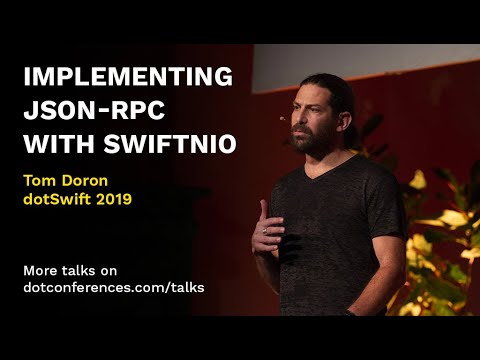 IMPLEMENTING
JSON-RPC
WITH SWIFTNIO
Tom Doron
dotSwift 2019
More talks on
dotconferences.com/talks